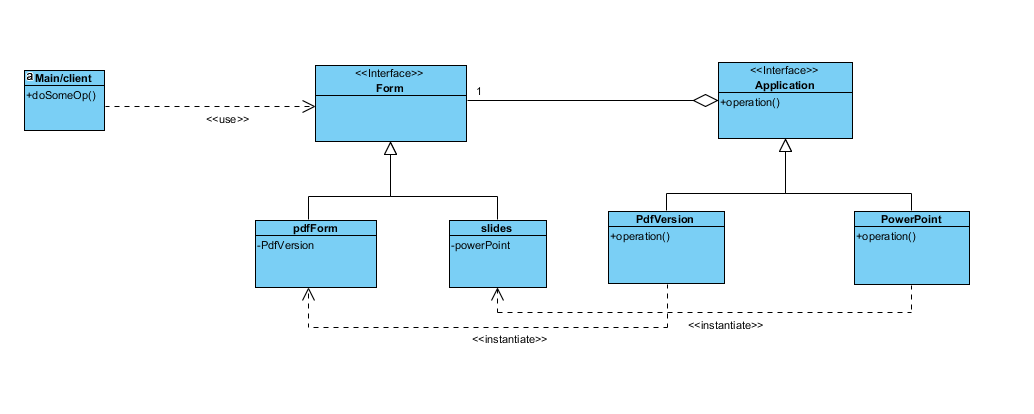 a Main/client
+doSomeOp()
<<use>>
<<Interface>>
Form
1
<<Interface>>
Application
+operation()
pdfForm
-PdfVersion
slides
-powerPoint
PdfVersion
+operation()
PowerPoint
+operation()
<<instantiate>>
<<instantiate>>